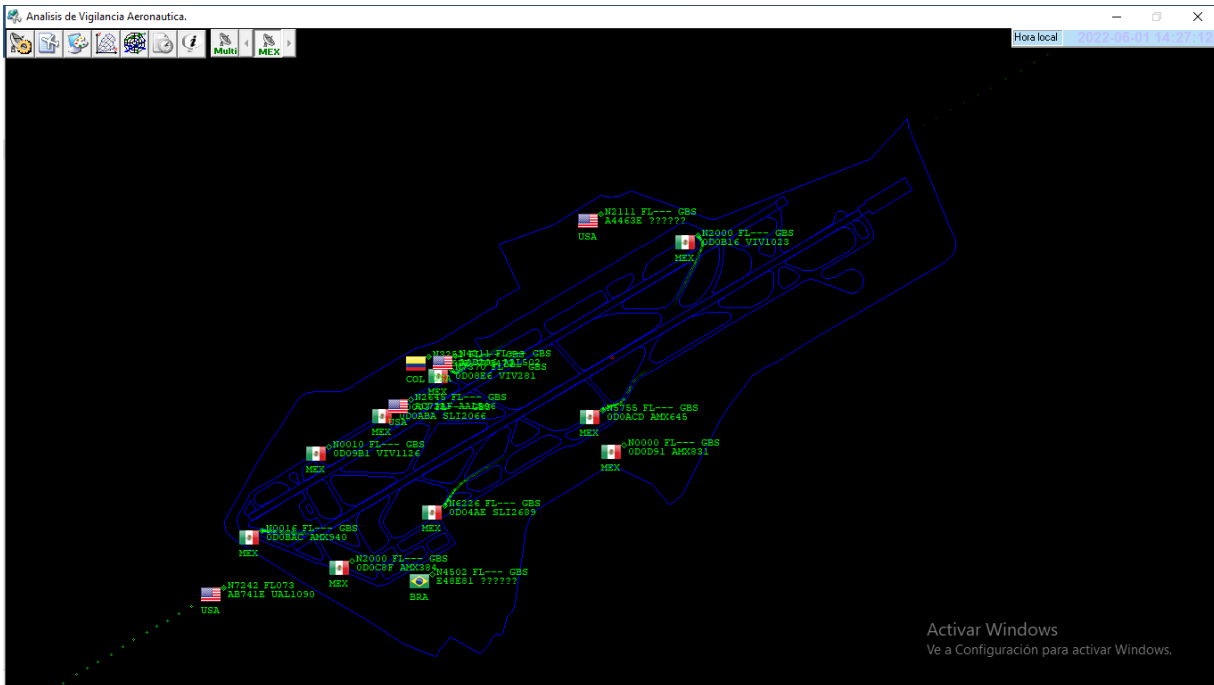 Analisis de Vigilancia Aeronautica.
Multi
MEX
Hora local 2022-06-01 14:27:12
N2111 FL--- GBS
A4463E ??????
USA
N2000 FL--- GBS
0D0B16 VIV1023
MEX
GBS
COL
0D08E6 VIV281
MEX
N2645 FL--- GBS
0D0ABA SLI2066
USA
MEX
N5755 FL--- GBS
0D0ACD AMX645
MEX
N0010 FL--- GBS
0D09B1 VIV1126
MEX
N0000 FL--- GBS
0D0D91 AMX831
MEX
N6226 FL--- GBS
0D04AE SLI2689
MEX
N0016 FL--- GBS
0D0BAC AMX940
MEX
N2000 FL--- GBS
0D0C8F AMX384
MEX
N4502 FL--- GBS
E48E81 ??????
BRA
N7242 FL073
AB741E UAL1090
USA
Activar Windows
Ve a Configuración para activar Windows.